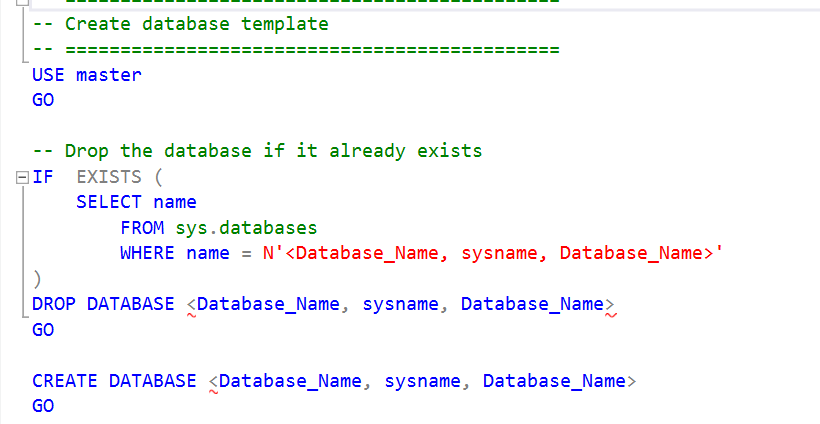 -- =============================================
-- Create database template
-- =============================================
USE master
GO

-- Drop the database if it already exists
IF  EXISTS (
    SELECT name
        FROM sys.databases
        WHERE name = N'<Database_Name, sysname, Database_Name>'
)
DROP DATABASE <Database_Name, sysname, Database_Name>
GO

CREATE DATABASE <Database_Name, sysname, Database_Name>
GO